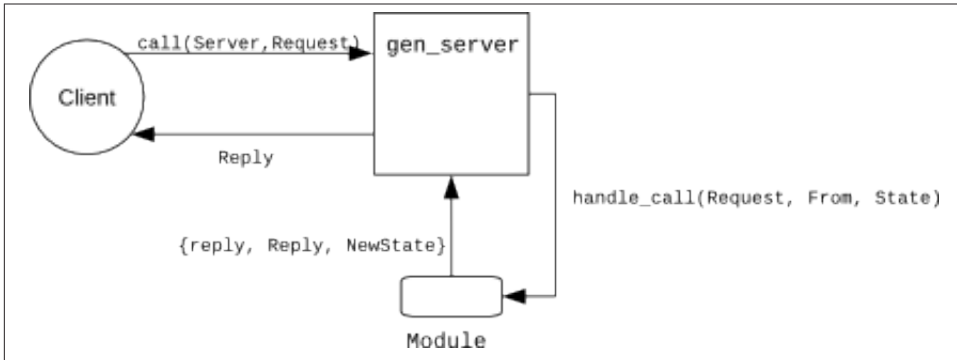 call(Server,Request)
gen_server
Client
Reply
handle_call(Request, From, State)
{reply, Reply, NewState}
Module